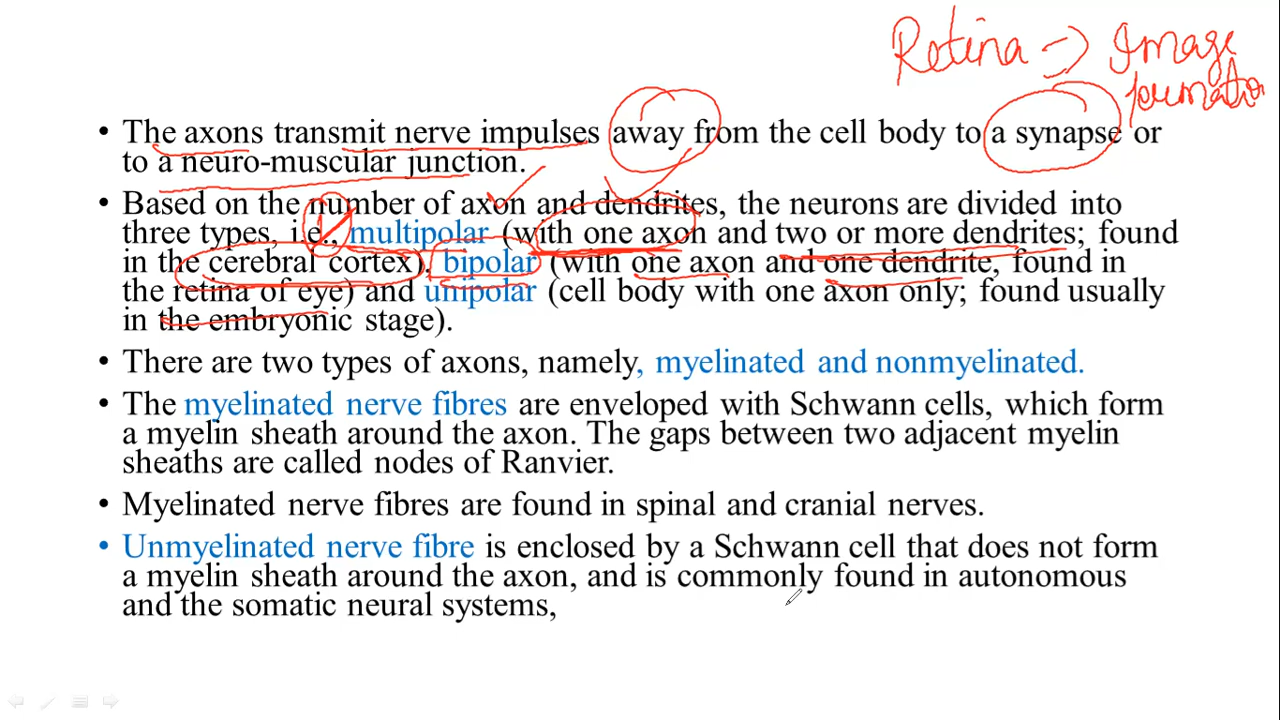 Retina -> Image
formation
• The axons transmit nerve impulses away from the cell body to a synapse or
to a neuro-muscular junction.
• Based on the number of axon and dendrites, the neurons are divided into
three types, i.e., multipolar (with one axon and two or more dendrites; found
in the cerebral cortex), bipolar (with one axon and one dendrite, found in
the retina of eye) and unipolar (cell body with one axon only; found usually
in the embryonic stage).
• There are two types of axons, namely, myelinated and nonmyelinated.
• The myelinated nerve fibres are enveloped with Schwann cells, which form
a myelin sheath around the axon. The gaps between two adjacent myelin
sheaths are called nodes of Ranvier.
• Myelinated nerve fibres are found in spinal and cranial nerves.
• Unmyelinated nerve fibre is enclosed by a Schwann cell that does not form
a myelin sheath around the axon, and is commonly found in autonomous
and the somatic neural systems,